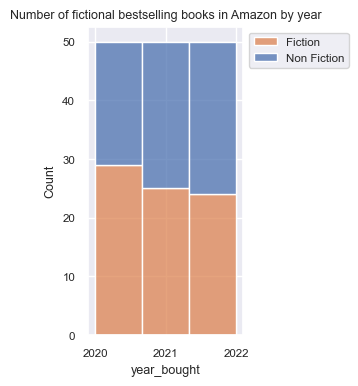 Number of fictional bestselling books in Amazon by year
Fiction
Non Fiction
50
40
30
20
10
0
Count
2020 2021 2022
year_bought